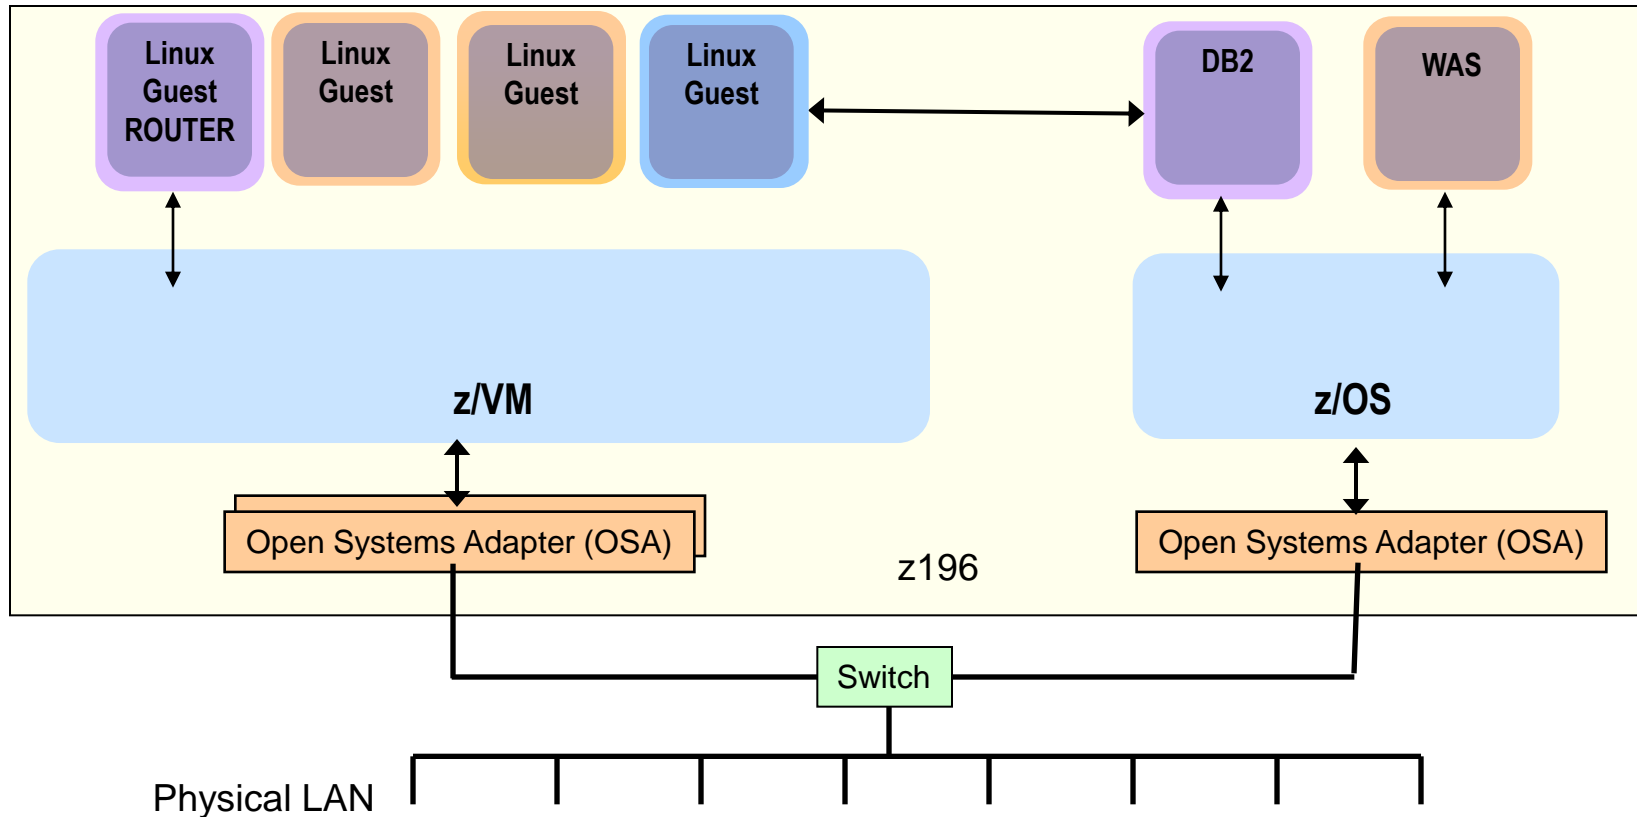 Linux
Guest
ROUTER
Linux
Guest
Linux
Guest
Linux
Guest
DB2
WAS
z/VM
z/OS
Open Systems Adapter (OSA)
Open Systems Adapter (OSA)
z196
Switch
Physical LAN